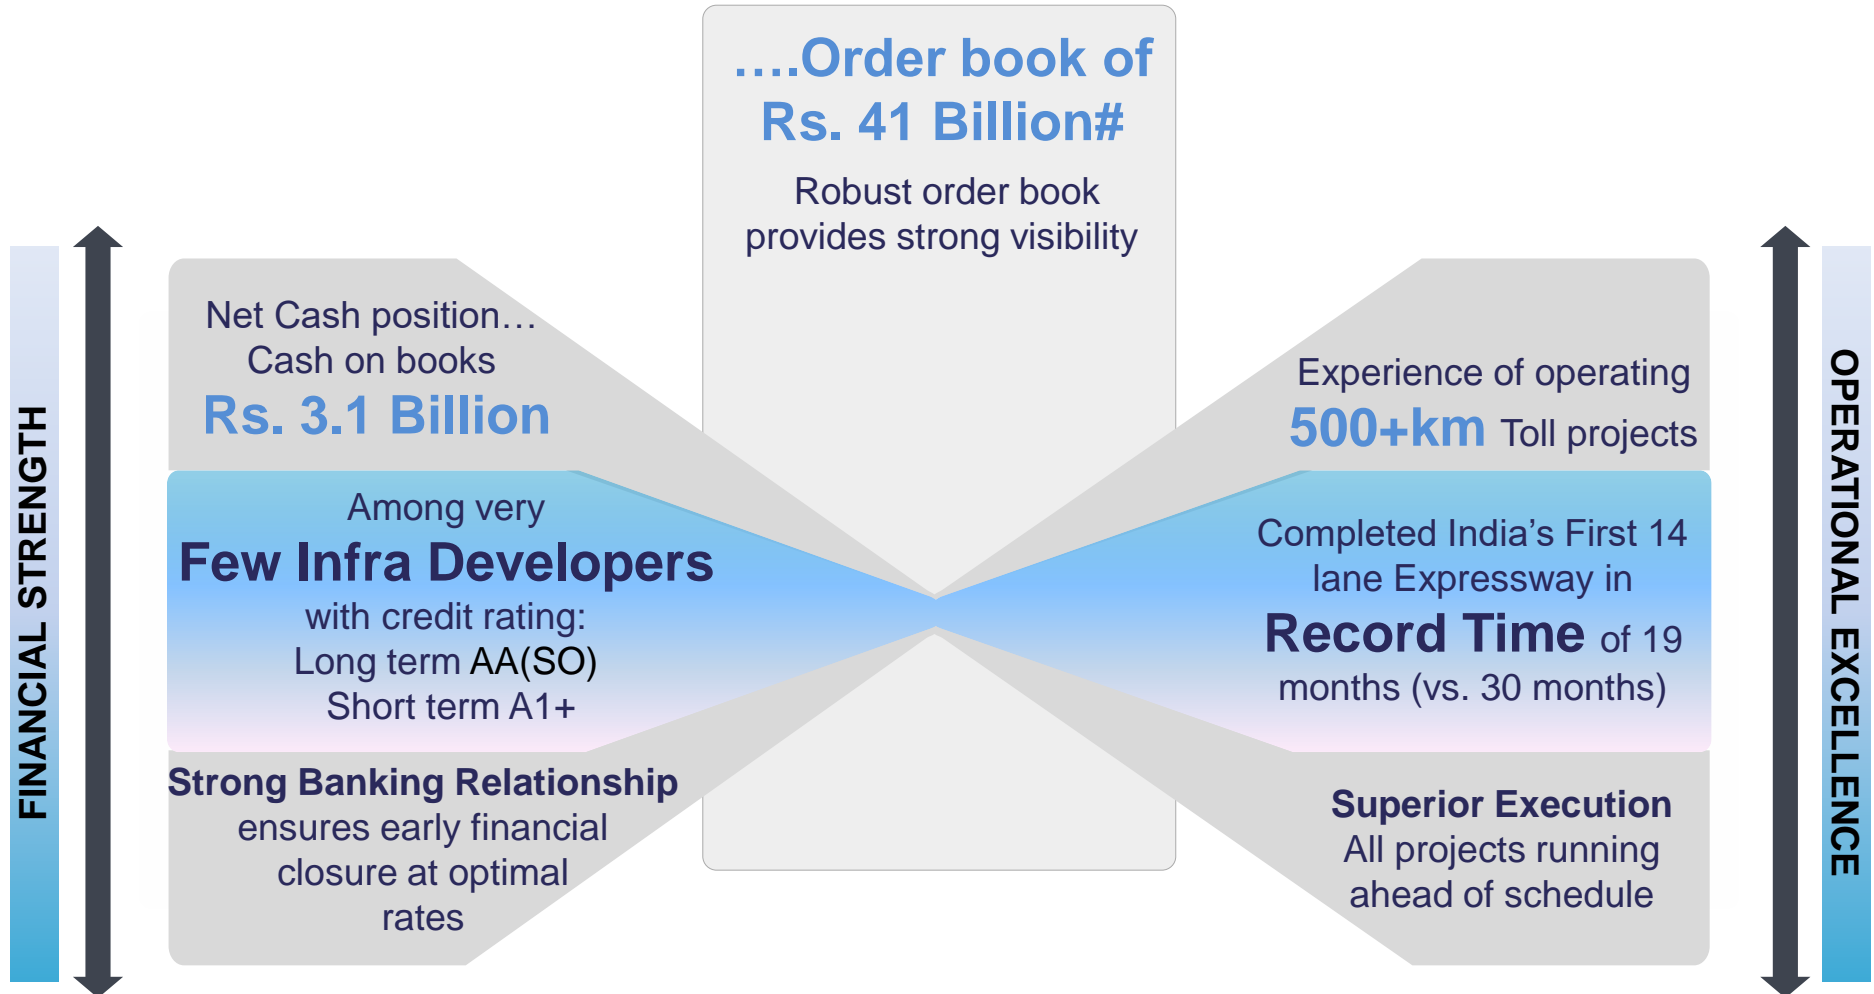 ….Order book of
Rs. 41 Billion#
Robust order book
provides strong visibility
FINANCIAL STRENGTH
Net Cash position…
Cash on books
Rs. 3.1 Billion
Among very
Few Infra Developers
with credit rating:
Long term AA(SO)
Short term A1+
Strong Banking Relationship
ensures early financial
closure at optimal
rates
Experience of operating
500+km Toll projects
Completed India’s First 14
lane Expressway in
Record Time of 19
months (vs. 30 months)
Superior Execution
All projects running
ahead of schedule
OPERATIONAL EXCELLENCE